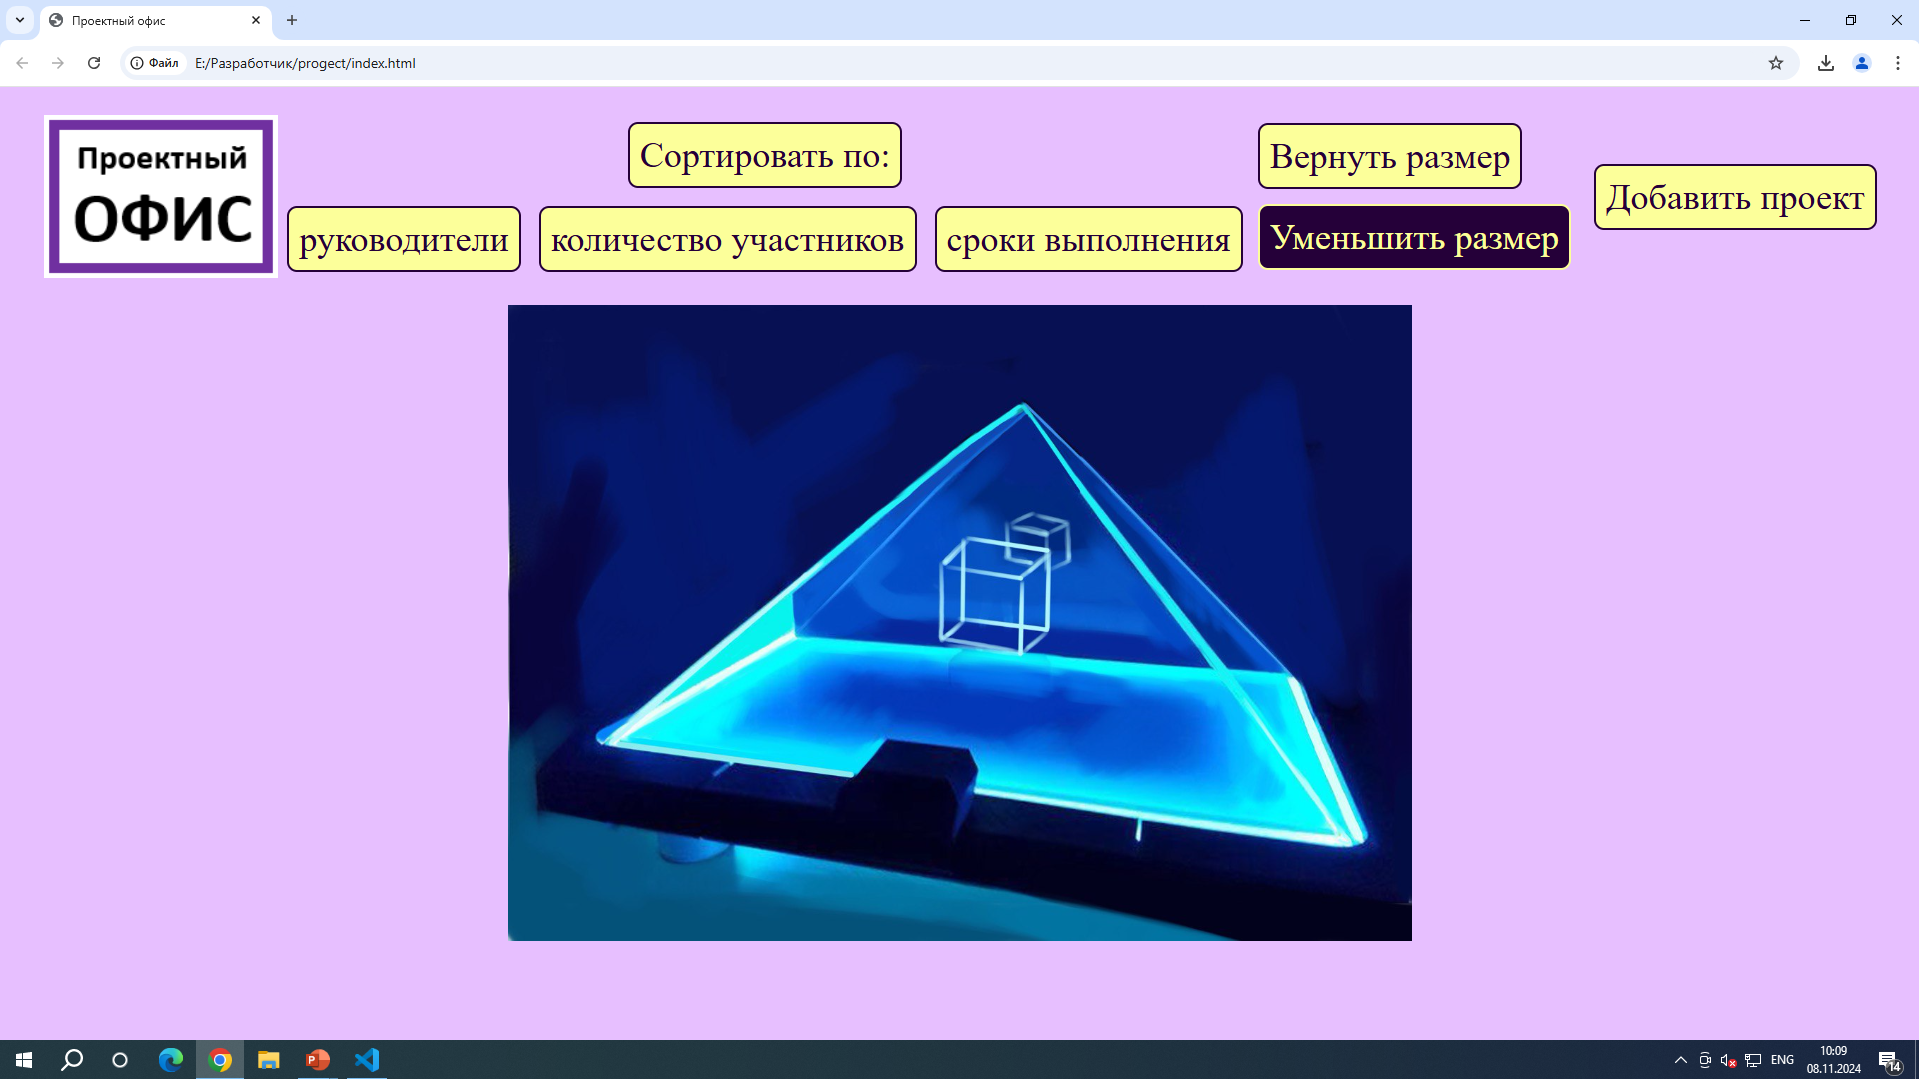 Проектный офис
Файл
E:/Разработчик/progect/index.html
Проектный
ОФИС
Сортировать по:
руководители
количество участников
сроки выполнения
Вернуть размер
Уменьшить размер
Добавить проект
ENG
10:09
08.11.2024
14